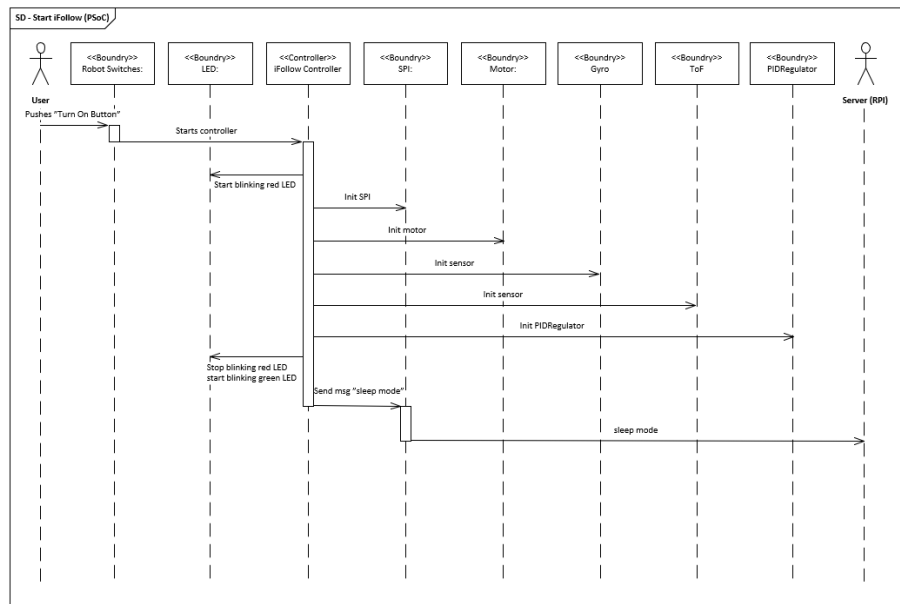 SD - Start iFollow (PSoC)
<<Boundry>>
Robot Switches:
<<Boundry>>
LED:
<<Controller>>
iFollow Controller
<<Boundry>>
SPI:
<<Boundry>>
Motor:
<<Boundry>>
Gyro
<<Boundry>>
ToF
<<Boundry>>
PIDRegulator
User
Server (RPI)
Pushes "Turn On Button"
Starts controller
Start blinking red LED
Init SPI
Init motor
Init sensor
Init sensor
Init PIDRegulator
Stop blinking red LED
start blinking green LED
Send msg "sleep mode"
sleep mode